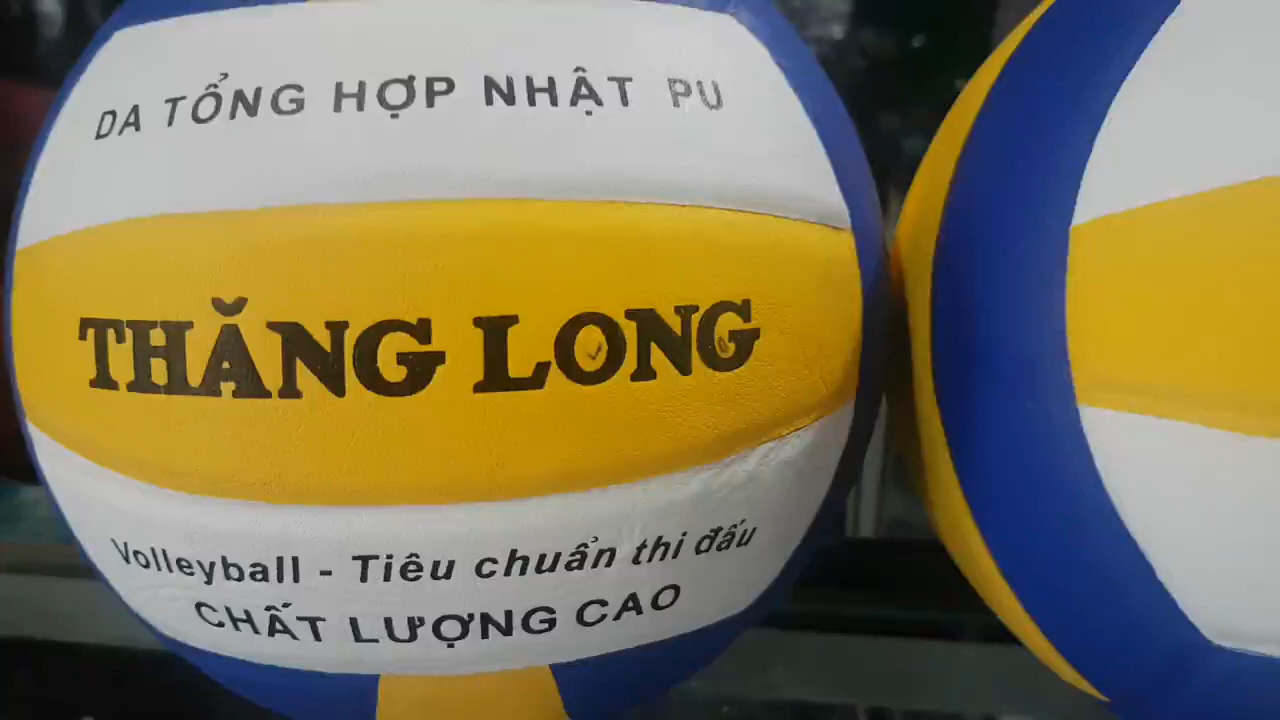 DA TỔNG HỢP NHẬT PU
THĂNG LONG
Volleyball - Tiêu chuẩn thi đấu
CHẤT LƯỢNG CAO